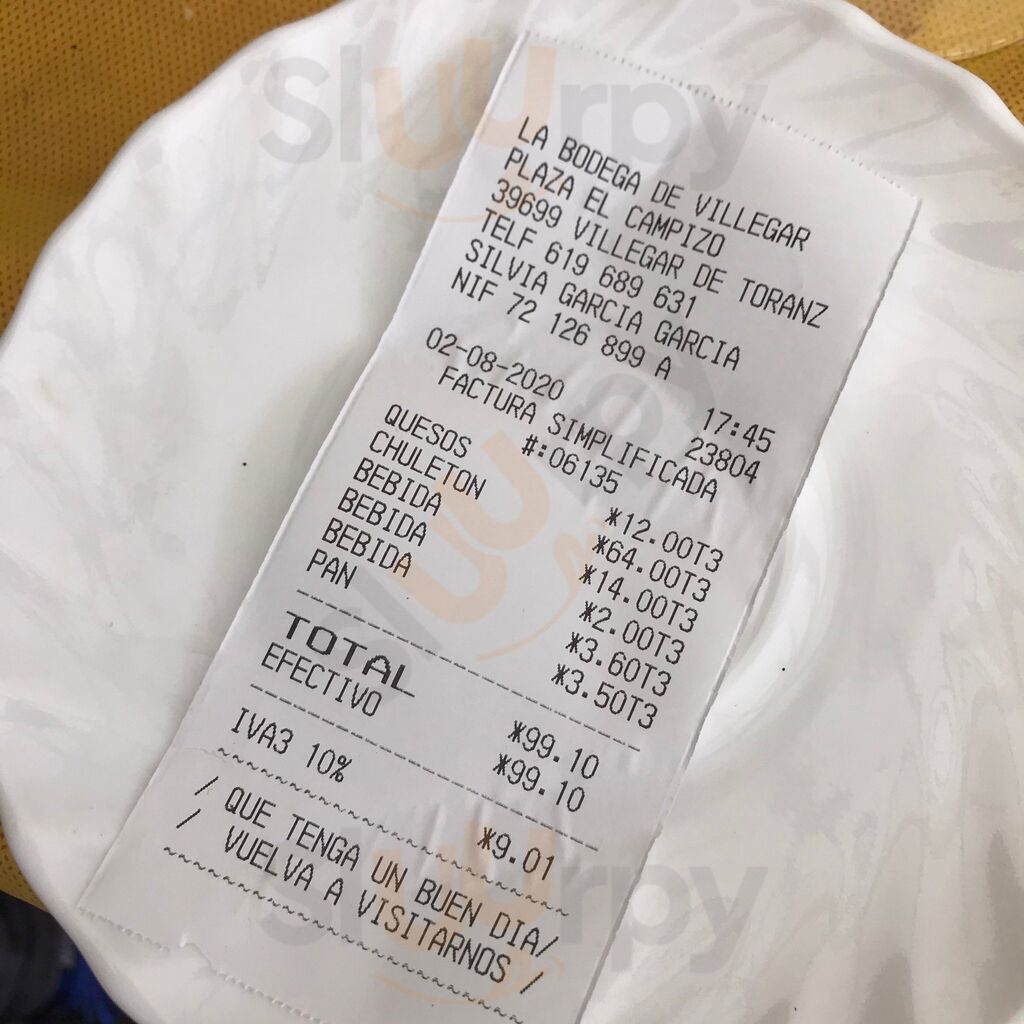 LA BODEGA DE VILLEGAR
PLAZA EL CAMPIZO
39699 VILLEGAR DE TORANZ
TELF 619 689 631
SILVIA GARCIA GARCIA
NIF 72 126 899 A
02-08-2020 17:45
23804
FACTURA SIMPLIFICADA
#:06135
QUESOS *12.00T3
CHULETON *64.00T3
BEBIDA *14.00T3
BEBIDA *2.00T3
BEBIDA *3.60T3
PAN *3.50T3
TOTAL *99.10
EFECTIVO *99.10
IVA3 10% *9.01
/ QUE TENGA UN BUEN DIA/
/ VUELVA A VISITARNOS /
Sluurpy
Sluurpy
Sluurpy